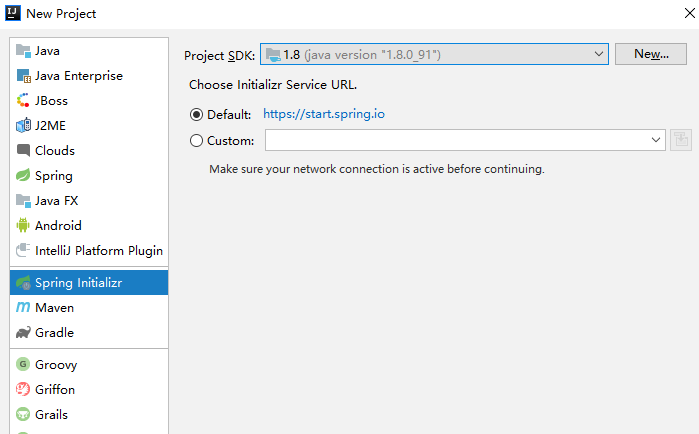 New Project
Java
Java Enterprise
JBoss
J2ME
Clouds
Spring
Java FX
Android
IntelliJ Platform Plugin
Spring Initializr
Maven
Gradle
Groovy
Griffon
Grails
Project SDK: 1.8 (java version "1.8.0_91") New...
Choose Initializr Service URL.
Default: https://start.spring.io
Custom:
Make sure your network connection is active before continuing.